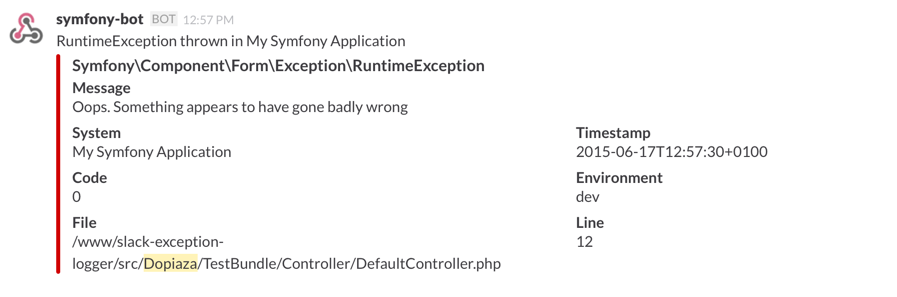 symfony-bot BOT 12:57 PM
RuntimeException thrown in My Symfony Application
Symfony\Component\Form\Exception\RuntimeException
Message
Oops. Something appears to have gone badly wrong
System Timestamp
My Symfony Application 2015-06-17T12:57:30+0100
Code Environment
0 dev
File Line
/www/slack-exception- 12
logger/src/Dopiaza/TestBundle/Controller/DefaultController.php